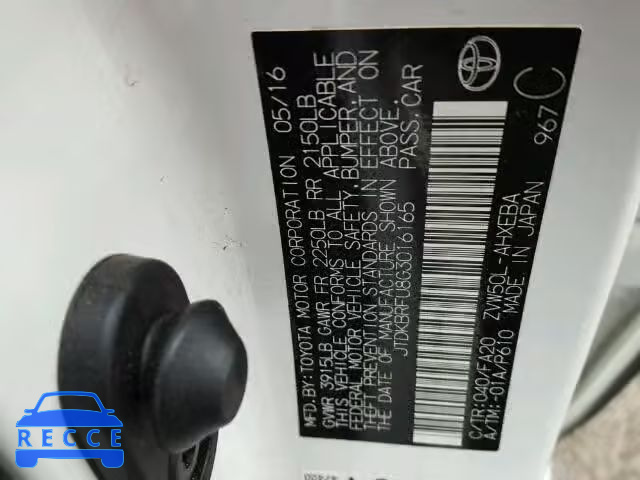 MFD. BY: TOYOTA MOTOR CORPORATION 05/16
GVWR 3915LB GAWR FR 2250LB RR 2150LB
THIS VEHICLE CONFORMS TO ALL APPLICABLE
FEDERAL MOTOR VEHICLE SAFETY, BUMPER, AND
THEFT PREVENTION STANDARDS IN EFFECT ON
THE DATE OF MANUFACTURE SHOWN ABOVE.
JTDKBRFU8G3016165 PASS. CAR
C/TR: 040/FA20 ZVW50L-AHXEBA
A/TM: -01A/P610 MADE IN JAPAN
967 C
RECCE